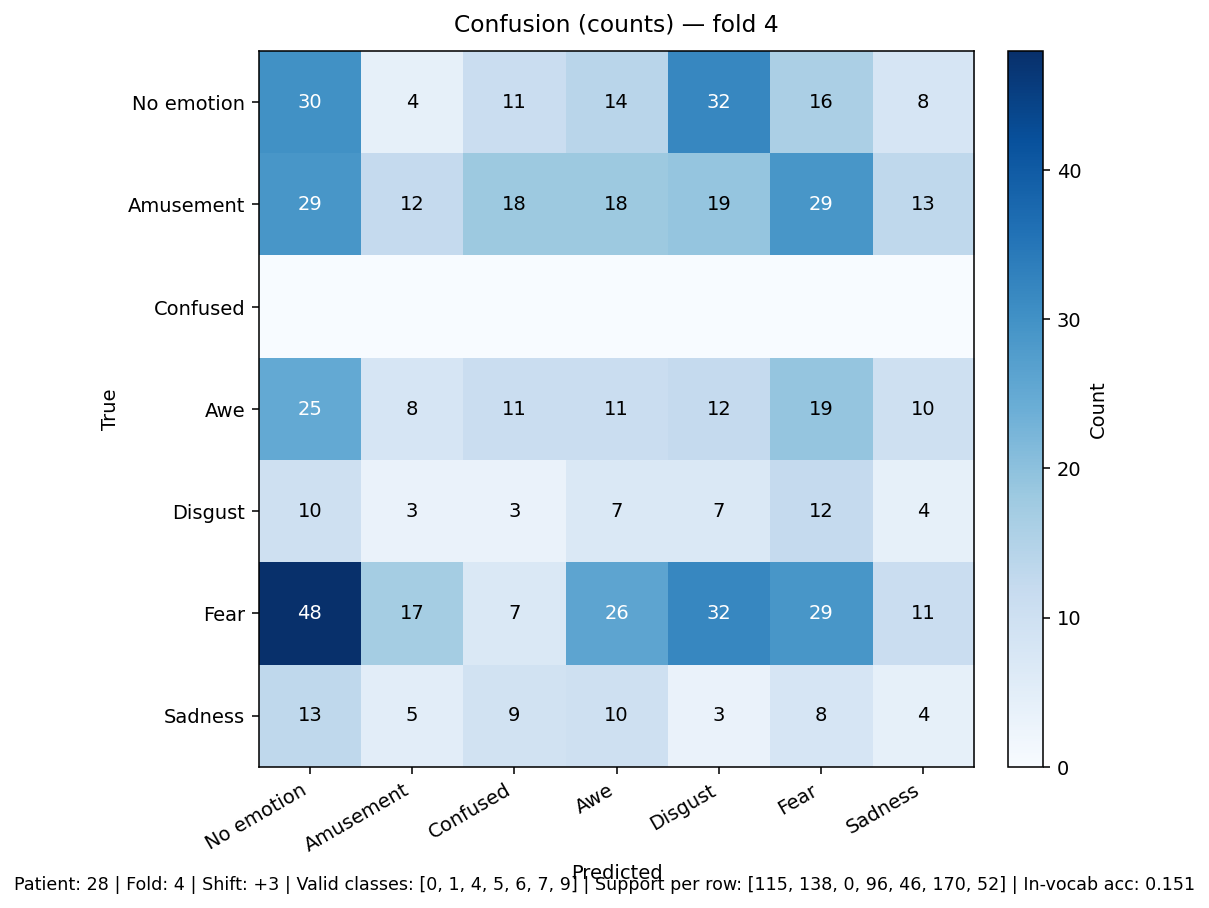 Confusion (counts) — fold 4
No emotion 30 4 11 14 32 16 8
Amusement 29 12 18 18 19 29 13
Confused
Awe 25 8 11 11 12 19 10
Disgust 10 3 3 7 7 12 4
Fear 48 17 7 26 32 29 11
Sadness 13 5 9 10 3 8 4
True
No emotion Amusement Confused Awe Disgust Fear Sadness
Predicted
40
30
20
10
0
Count
Patient: 28 | Fold: 4 | Shift: +3 | Valid classes: [0, 1, 4, 5, 6, 7, 9] | Support per row: [115, 138, 0, 96, 46, 170, 52] | In-vocab acc: 0.151